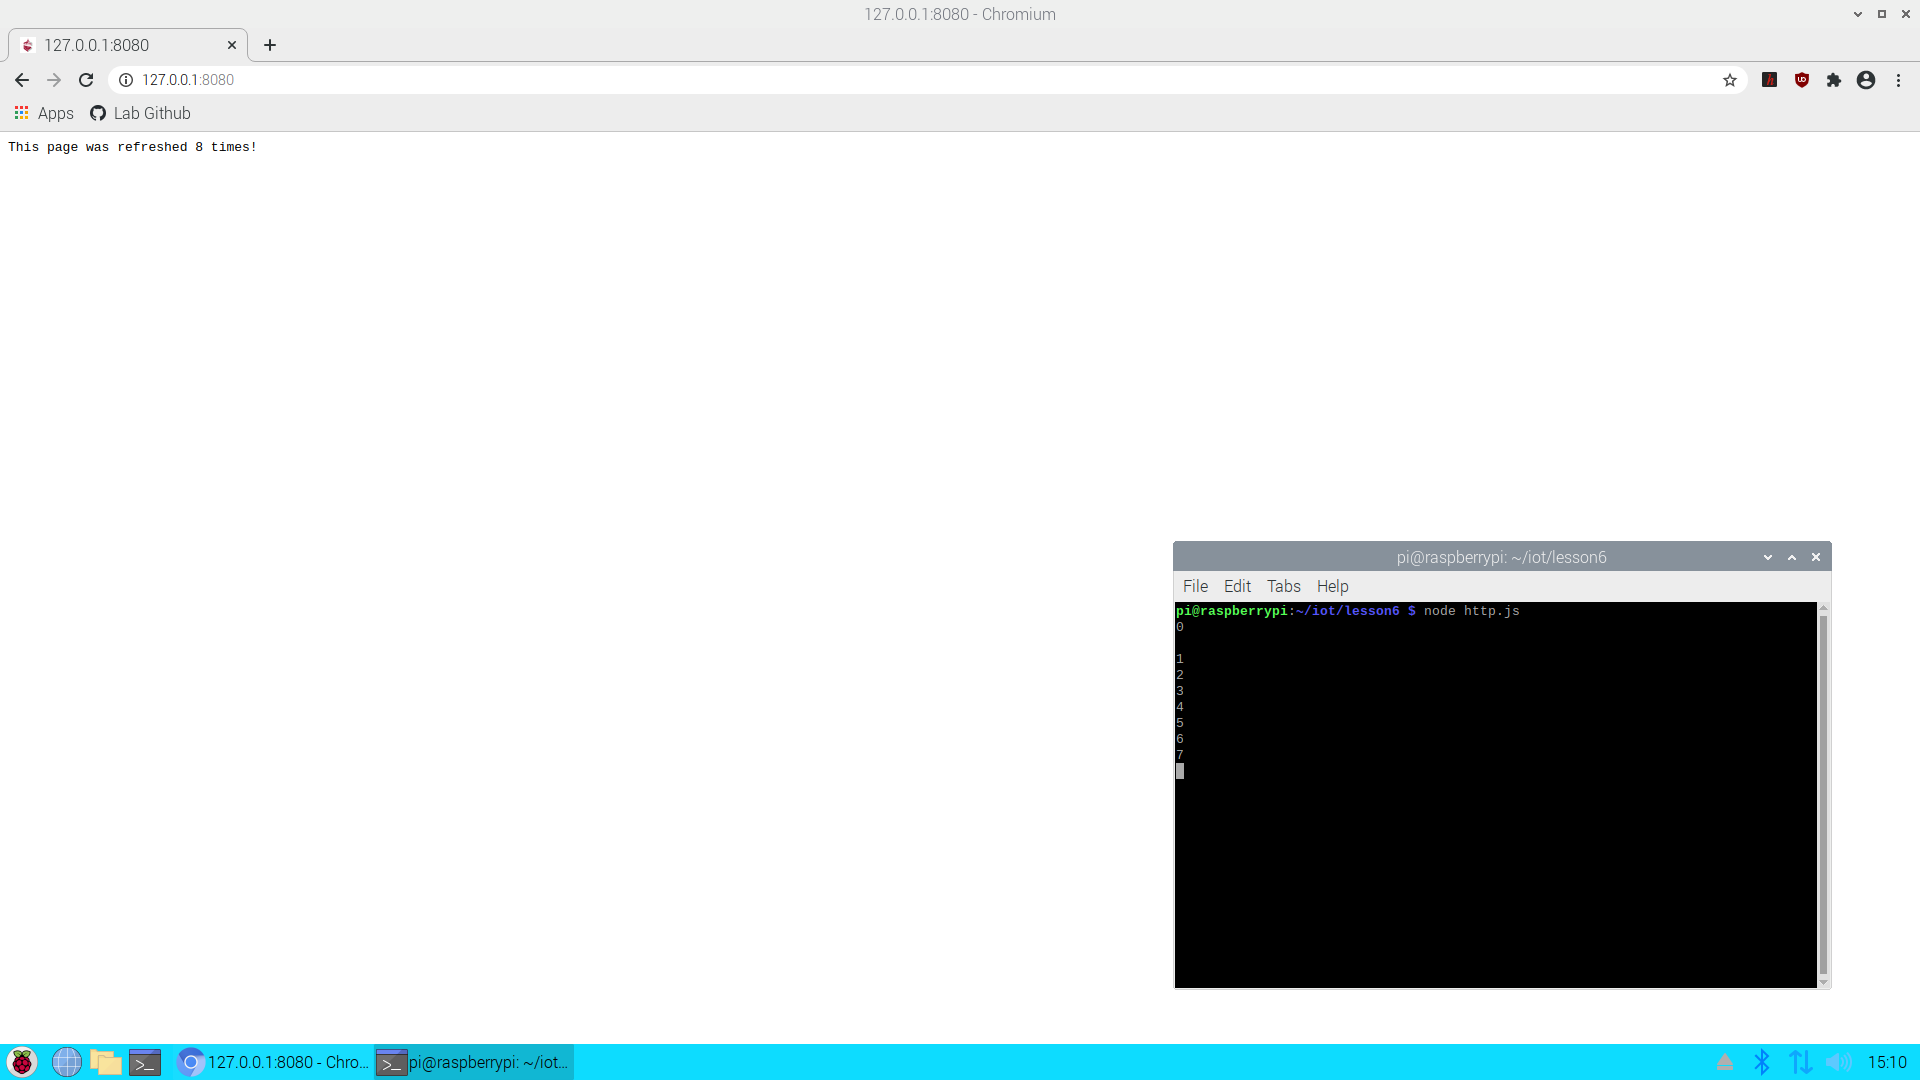 127.0.0.1:8080 - Chromium
127.0.0.1:8080
127.0.0.1:8080
Apps
Lab Github
This page was refreshed 8 times!
pi@raspberrypi: ~/iot/lesson6
File Edit Tabs Help
pi@raspberrypi:~/iot/lesson6 $ node http.js
0
1
2
3
4
5
6
7
127.0.0.1:8080 - Chro...
pi@raspberrypi: ~/iot...
15:10